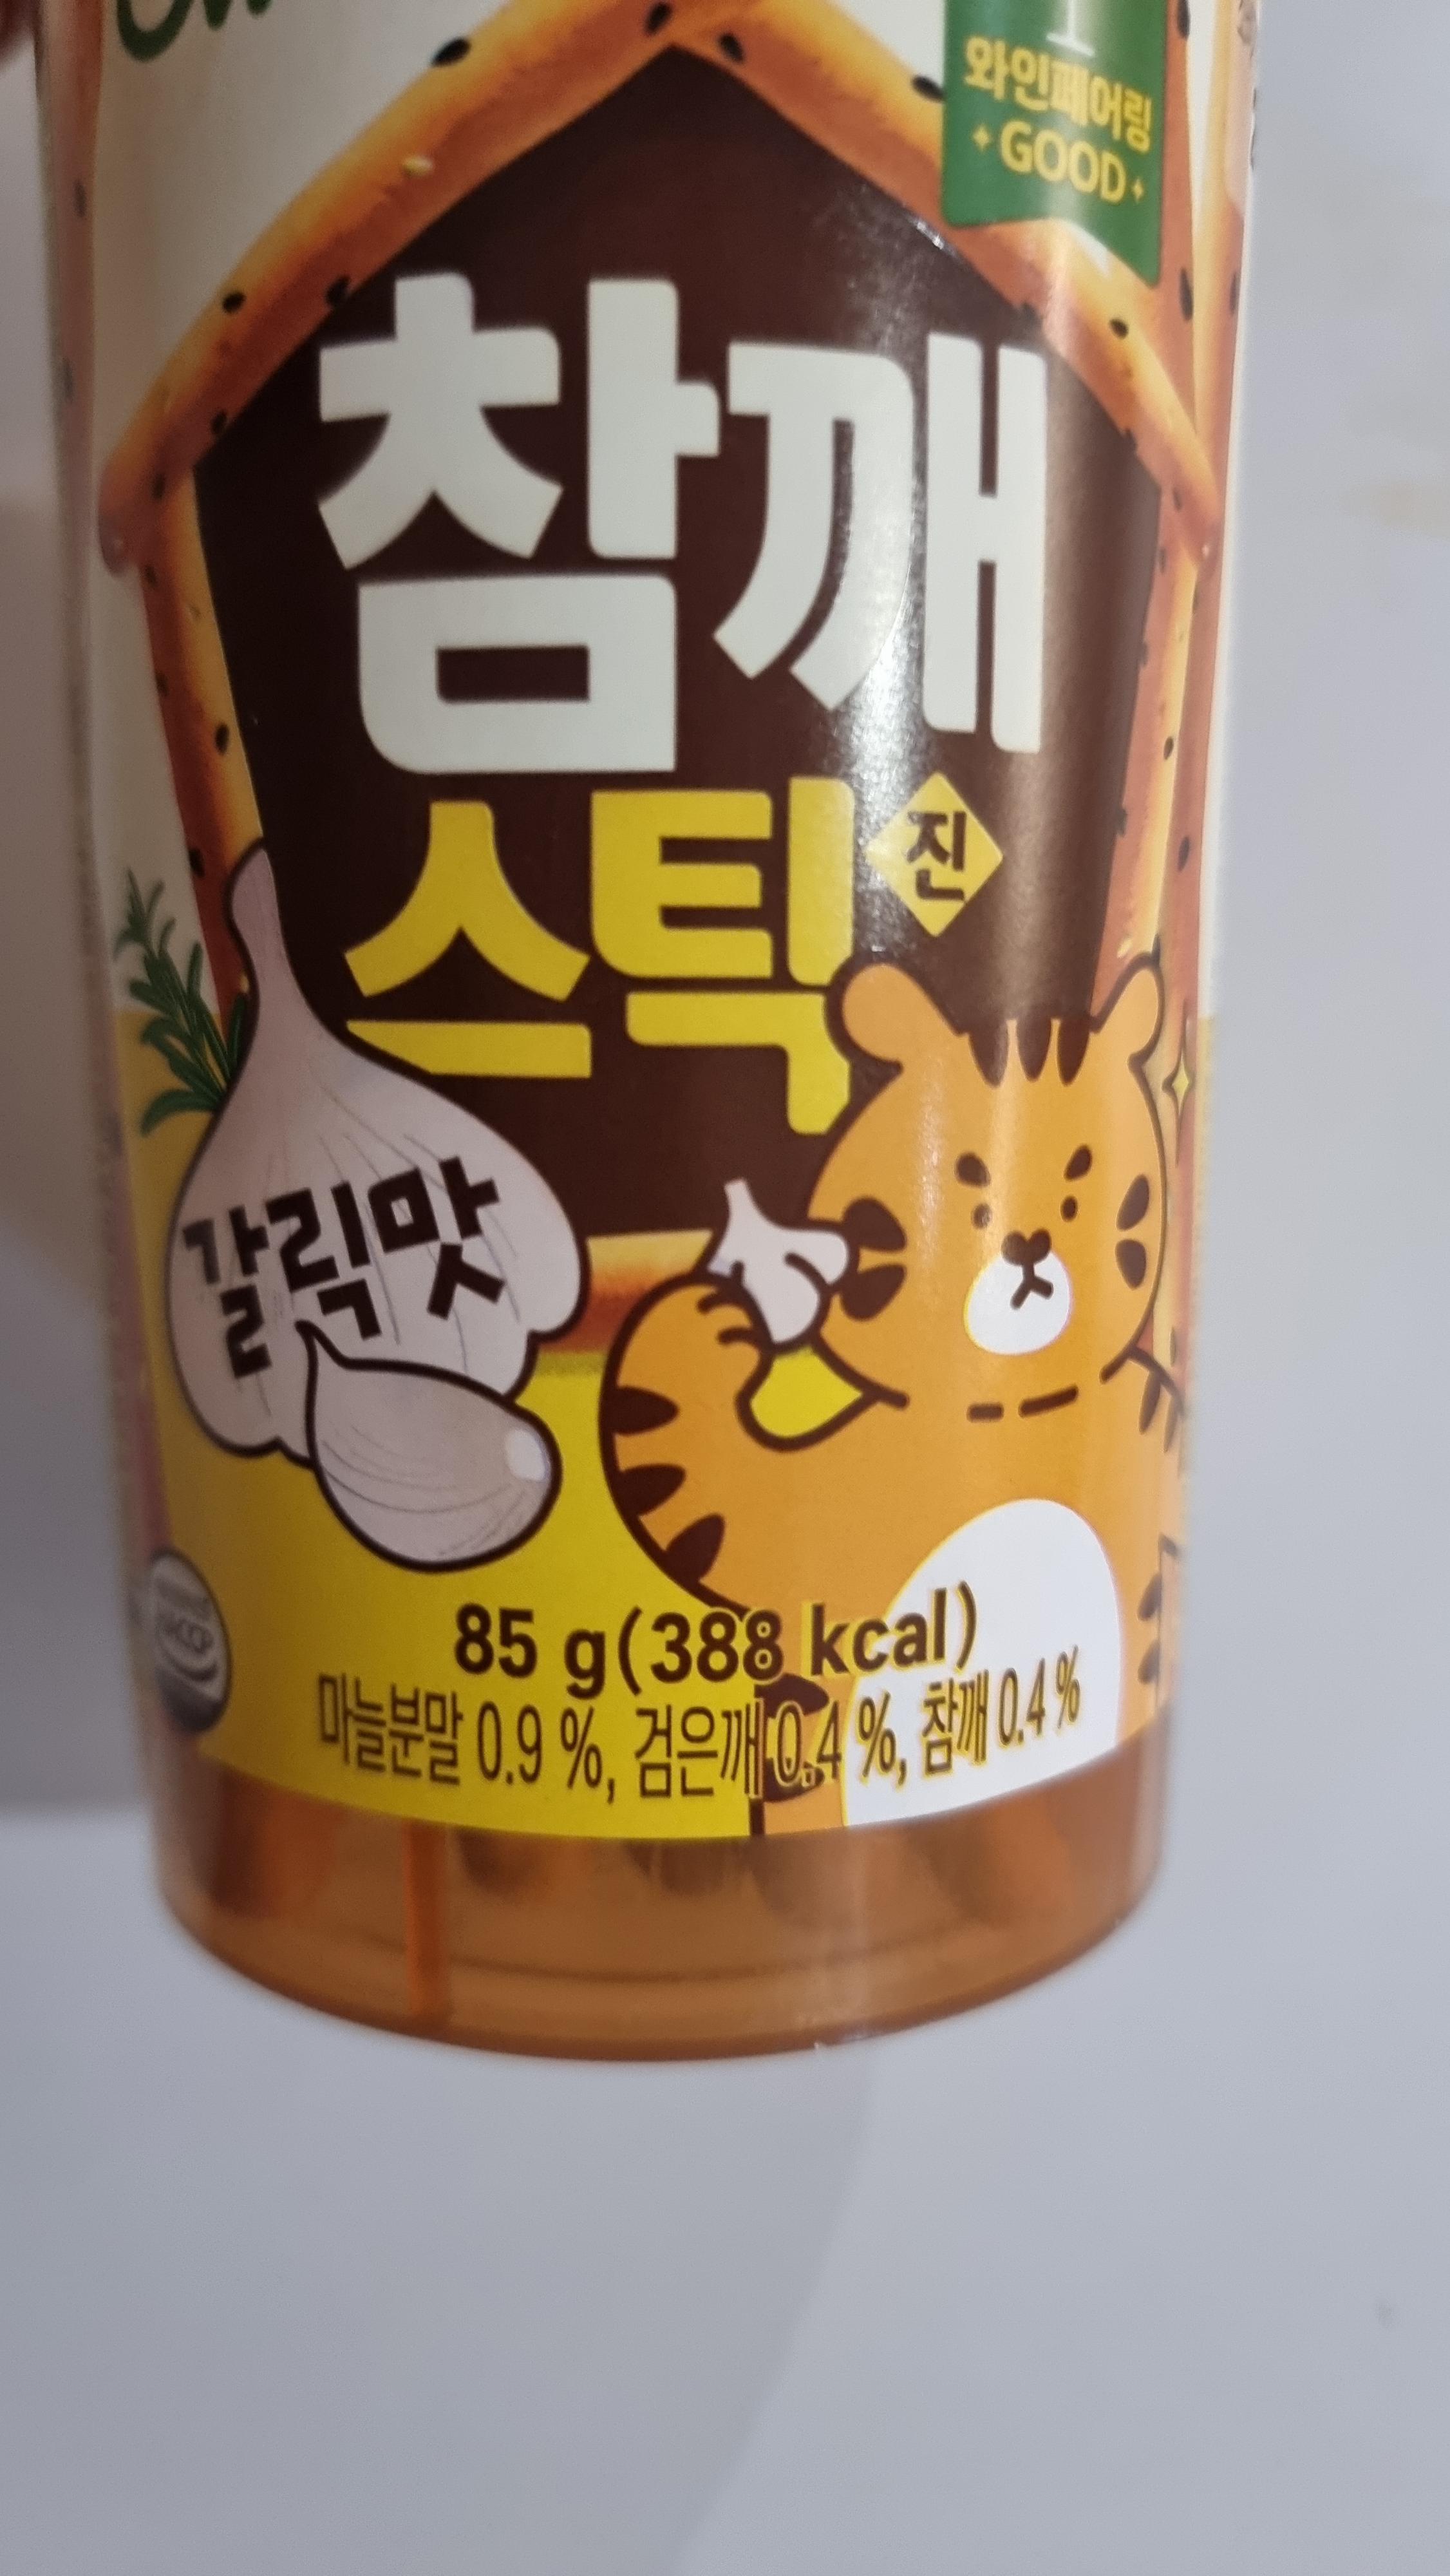 와인페어링
GOOD
참깨
스틱
진
갈릭맛
HACCP
85 g(388 kcal)
마늘분말 0.9 %, 검은깨 0.4 %, 참깨 0.4 %